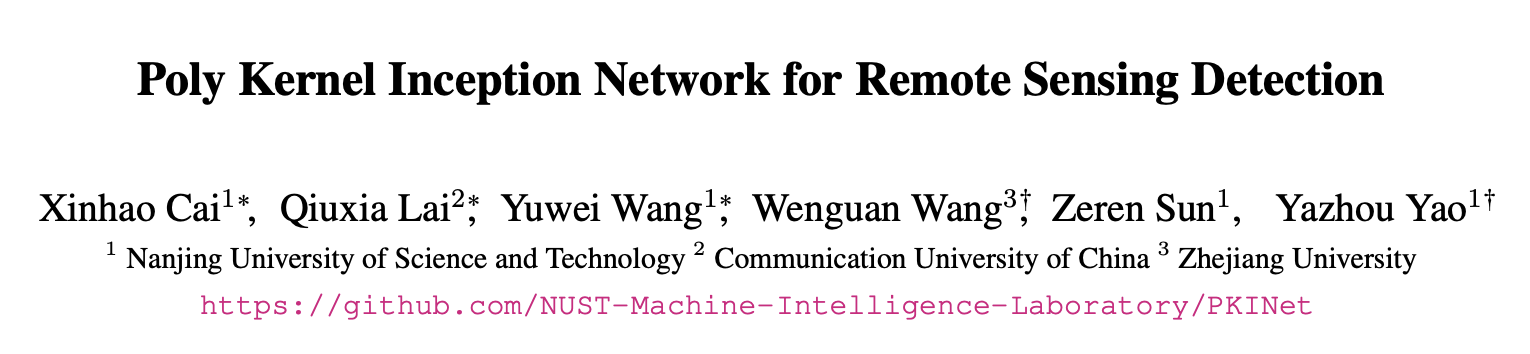 Poly Kernel Inception Network for Remote Sensing Detection
Xinhao Cai¹*, Qiuxia Lai²*, Yuwei Wang¹*, Wenguan Wang³†, Zeren Sun¹, Yazhou Yao¹†
¹ Nanjing University of Science and Technology ² Communication University of China ³ Zhejiang University
https://github.com/NUST-Machine-Intelligence-Laboratory/PKINet